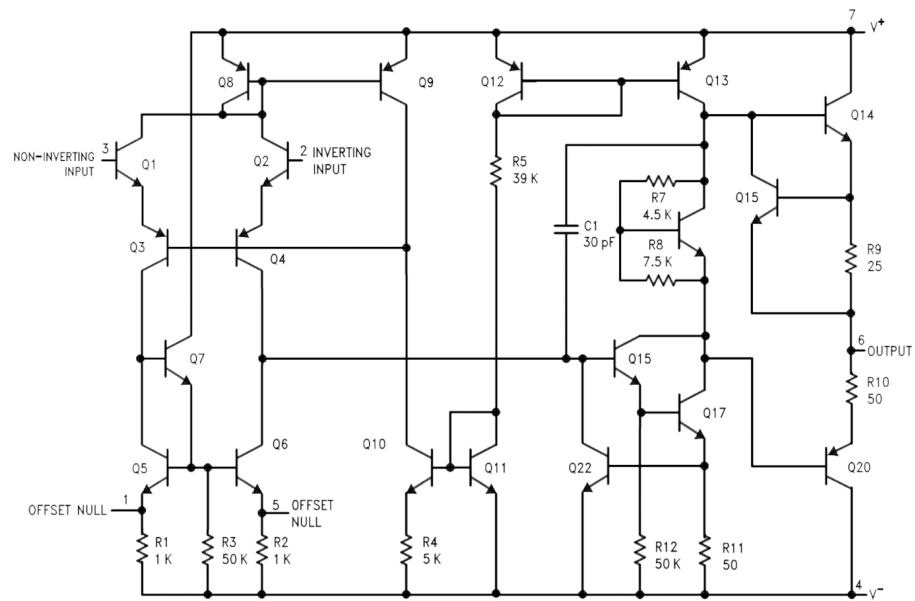 7
V+
Q8
Q9
Q12
Q13
Q14
3
NON-INVERTING
INPUT
Q1
Q2
2
INVERTING
INPUT
R5
39 K
R7
4.5 K
Q15
C1
30 pF
R8
7.5 K
Q3
Q4
R9
25
6
OUTPUT
Q7
Q15
R10
50
Q17
Q5
Q6
Q10
Q11
Q22
Q20
1
OFFSET NULL
5
OFFSET
NULL
R1
1 K
R3
50 K
R2
1 K
R4
5 K
R12
50 K
R11
50
4
V-